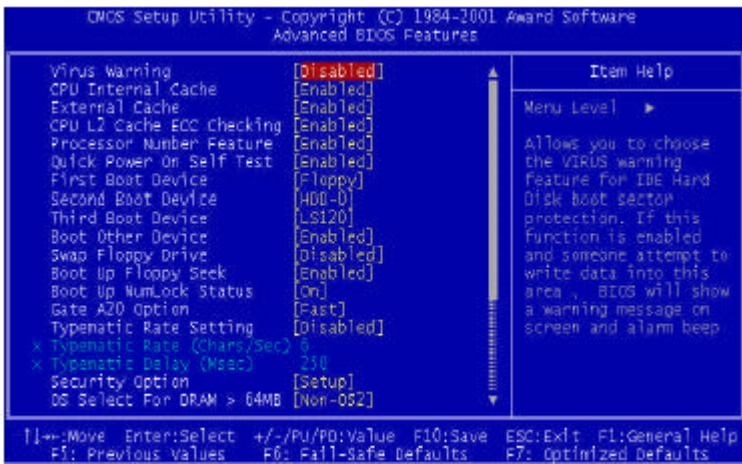 CMOS Setup Utility - Copyright (C) 1984-2001 Award Software
Advanced BIOS Features
Virus Warning [Disabled]
CPU Internal Cache [Enabled]
External Cache [Enabled]
CPU L2 Cache ECC Checking [Enabled]
Processor Number Feature [Enabled]
Quick Power On Self Test [Enabled]
First Boot Device [Floppy]
Second Boot Device [HDD-0]
Third Boot Device [LS120]
Boot Other Device [Enabled]
Swap Floppy Drive [Disabled]
Boot Up Floppy Seek [Enabled]
Boot Up NumLock Status [On]
Gate A20 Option [Fast]
Typematic Rate Setting [Disabled]
x Typematic Rate (Chars/Sec) 6
x Typematic Delay (Msec) 250
Security Option [Setup]
OS Select For DRAM > 64MB [Non-OS2]
Item Help
Menu Level ▶
Allows you to choose
the VIRUS warning
feature for IDE Hard
Disk boot sector
protection. If this
function is enabled
and someone attempt to
write data into this
area , BIOS will show
a warning message on
screen and alarm beep
↑↓→←:Move Enter:Select +/-/PU/PD:Value F10:Save ESC:Exit F1:General Help
F5: Previous Values F6: Fail-Safe Defaults F7: Optimized Defaults